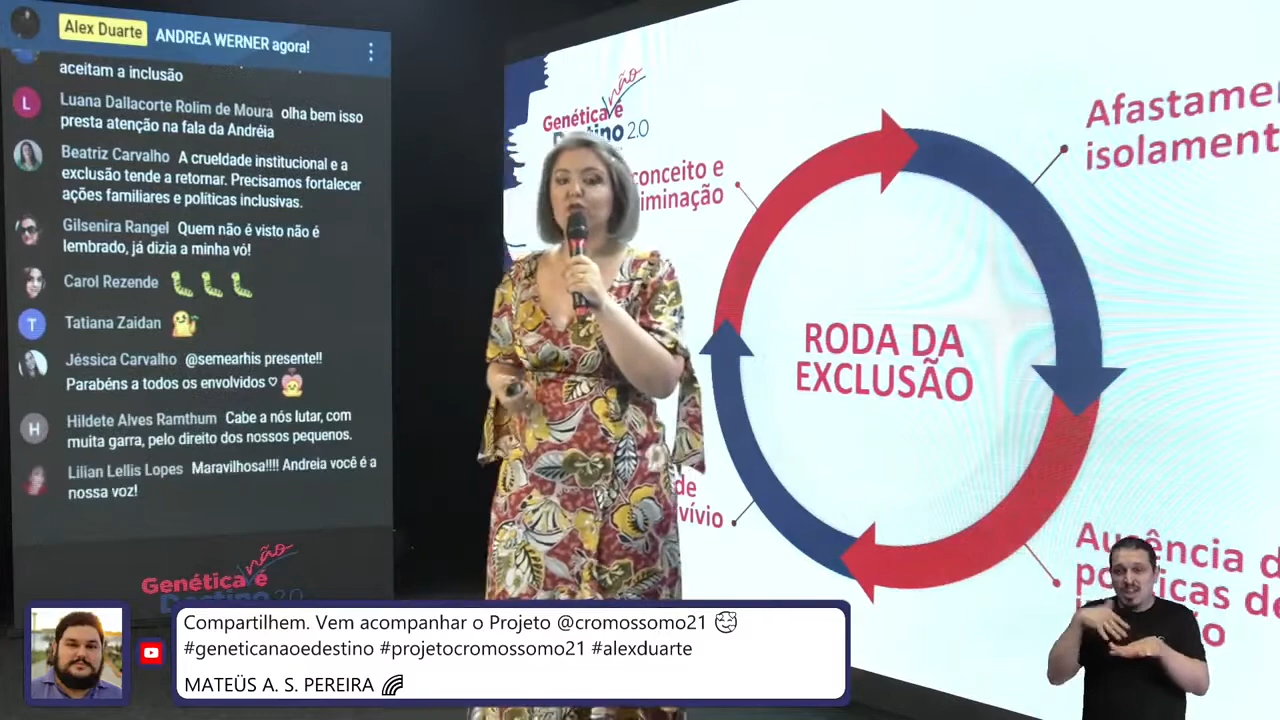 Alex Duarte ANDREA WERNER agora!
aceitam a inclusão
Luana Dallacorte Rolim de Moura olha bem isso
presta atenção na fala da Andréia
Beatriz Carvalho A crueldade institucional e a
exclusão tende a retornar. Precisamos fortalecer
ações familiares e políticas inclusivas.
Gilsenira Rangel Quem não é visto não é
lembrado, já dizia a minha vó!
Carol Rezende
T Tatiana Zaidan
Jéssica Carvalho @semearhis presente!!
Parabéns a todos os envolvidos ♡
H Hildete Alves Ramthum Cabe a nós lutar, com
muita garra, pelo direito dos nossos pequenos.
Lilian Lellis Lopes Maravilhosa!!!! Andreia você é a
nossa voz!
L
não
Genética é
Destino 2.0
não
Genética é
Destino 2.0
conceito e
iminação
Afastame
isolament
RODA DA
EXCLUSÃO
de
vívio
Ausência d
políticas de
Compartilhem. Vem acompanhar o Projeto @cromossomo21
#geneticanaoedestino #projetocromossomo21 #alexduarte
MATEÜS A. S. PEREIRA